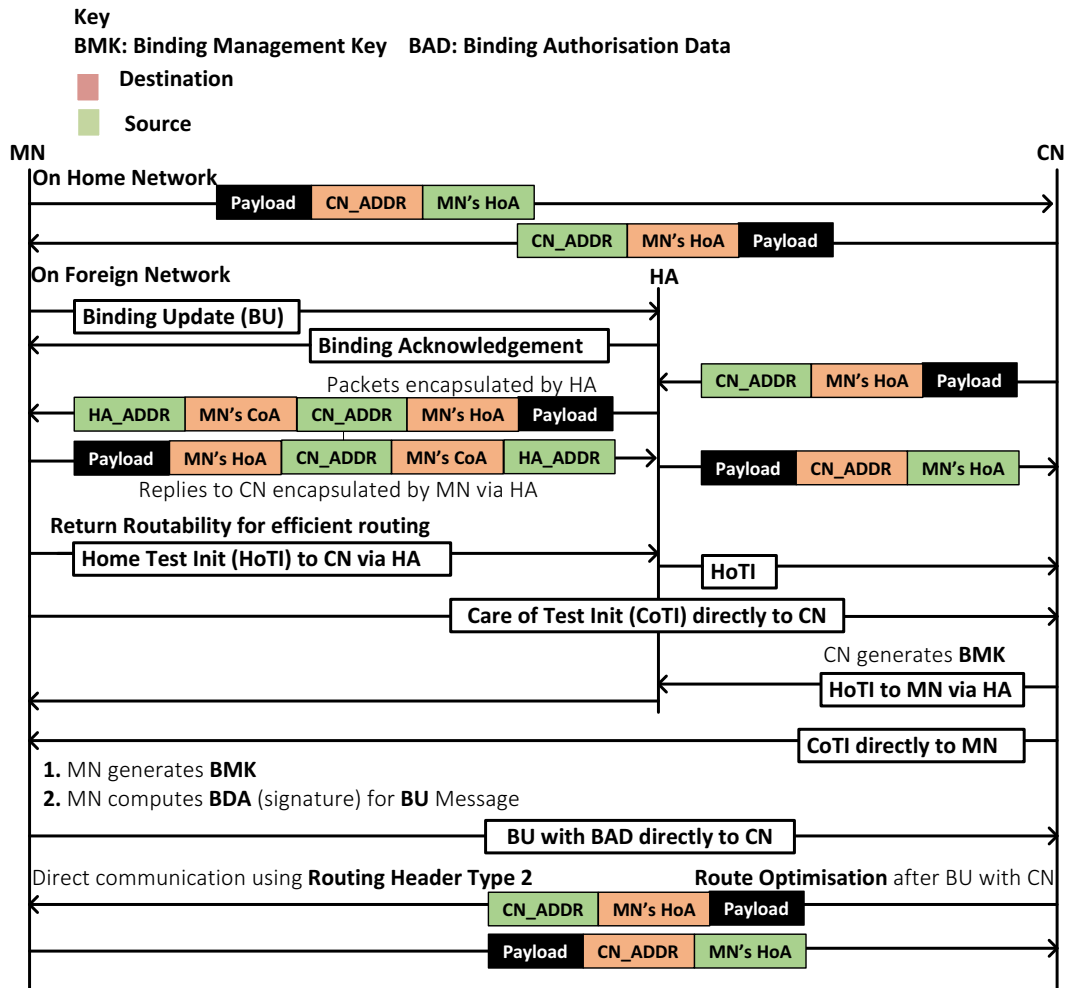 Key
BMK: Binding Management Key BAD: Binding Authorisation Data
Destination
Source
MN
CN
On Home Network
Payload CN_ADDR MN's HoA
CN_ADDR MN's HoA Payload
On Foreign Network
HA
Binding Update (BU)
Binding Acknowledgement
Packets encapsulated by HA
CN_ADDR MN's HoA Payload
HA_ADDR MN's CoA CN_ADDR MN's HoA Payload
Payload MN's HoA CN_ADDR MN's CoA HA_ADDR
Payload CN_ADDR MN's HoA
Replies to CN encapsulated by MN via HA
Return Routability for efficient routing
Home Test Init (HoTI) to CN via HA
HoTI
Care of Test Init (CoTI) directly to CN
CN generates BMK
HoTI to MN via HA
CoTI directly to MN
1. MN generates BMK
2. MN computes BDA (signature) for BU Message
BU with BAD directly to CN
Direct communication using Routing Header Type 2
Route Optimisation after BU with CN
CN_ADDR MN's HoA Payload
Payload CN_ADDR MN's HoA